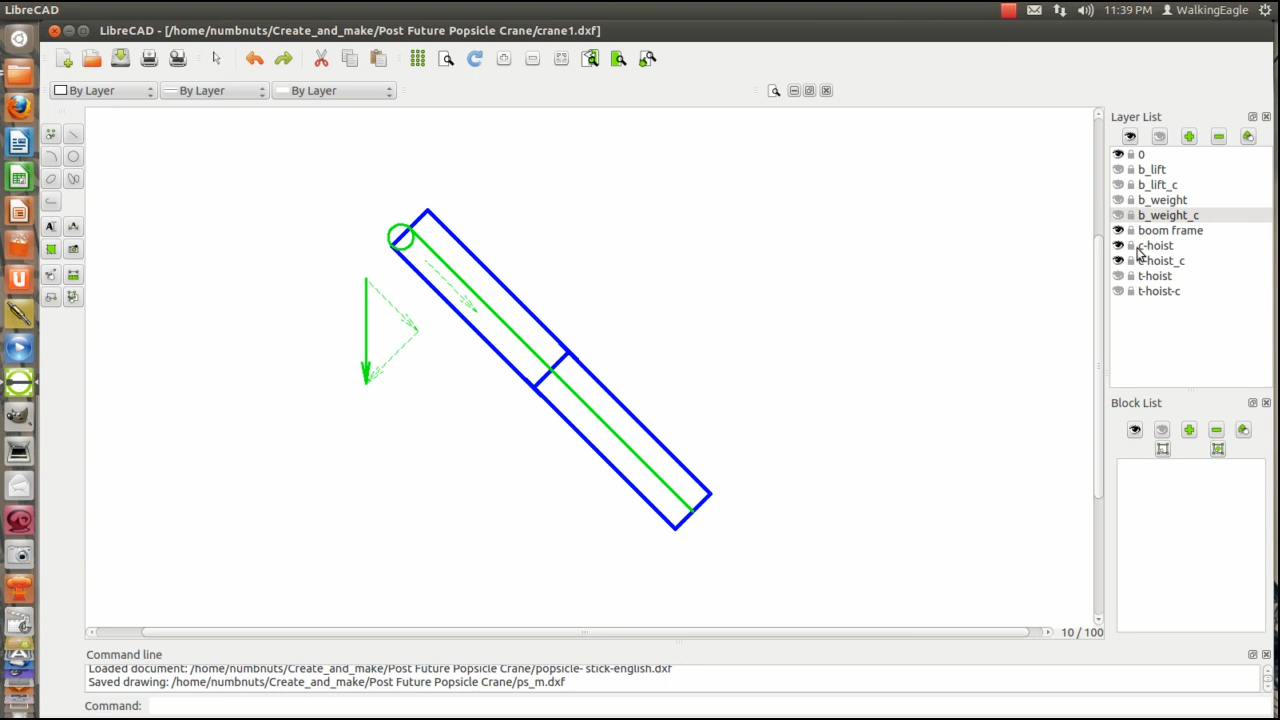 LibreCAD
11:39 PM
WalkingEagle
LibreCAD - [/home/numbnuts/Create_and_make/Post Future Popsicle Crane/crane1.dxf]
By Layer
By Layer
By Layer
Layer List
0
b_lift
b_lift_c
b_weight
b_weight_c
boom frame
c-hoist
c-hoist_c
t-hoist
t-hoist-c
Block List
10 / 100
Command line
Loaded document: /home/numbnuts/Create_and_make/Post Future Popsicle Crane/popsicle- stick-english.dxf
Saved drawing: /home/numbnuts/Create_and_make/Post Future Popsicle Crane/ps_m.dxf
Command: